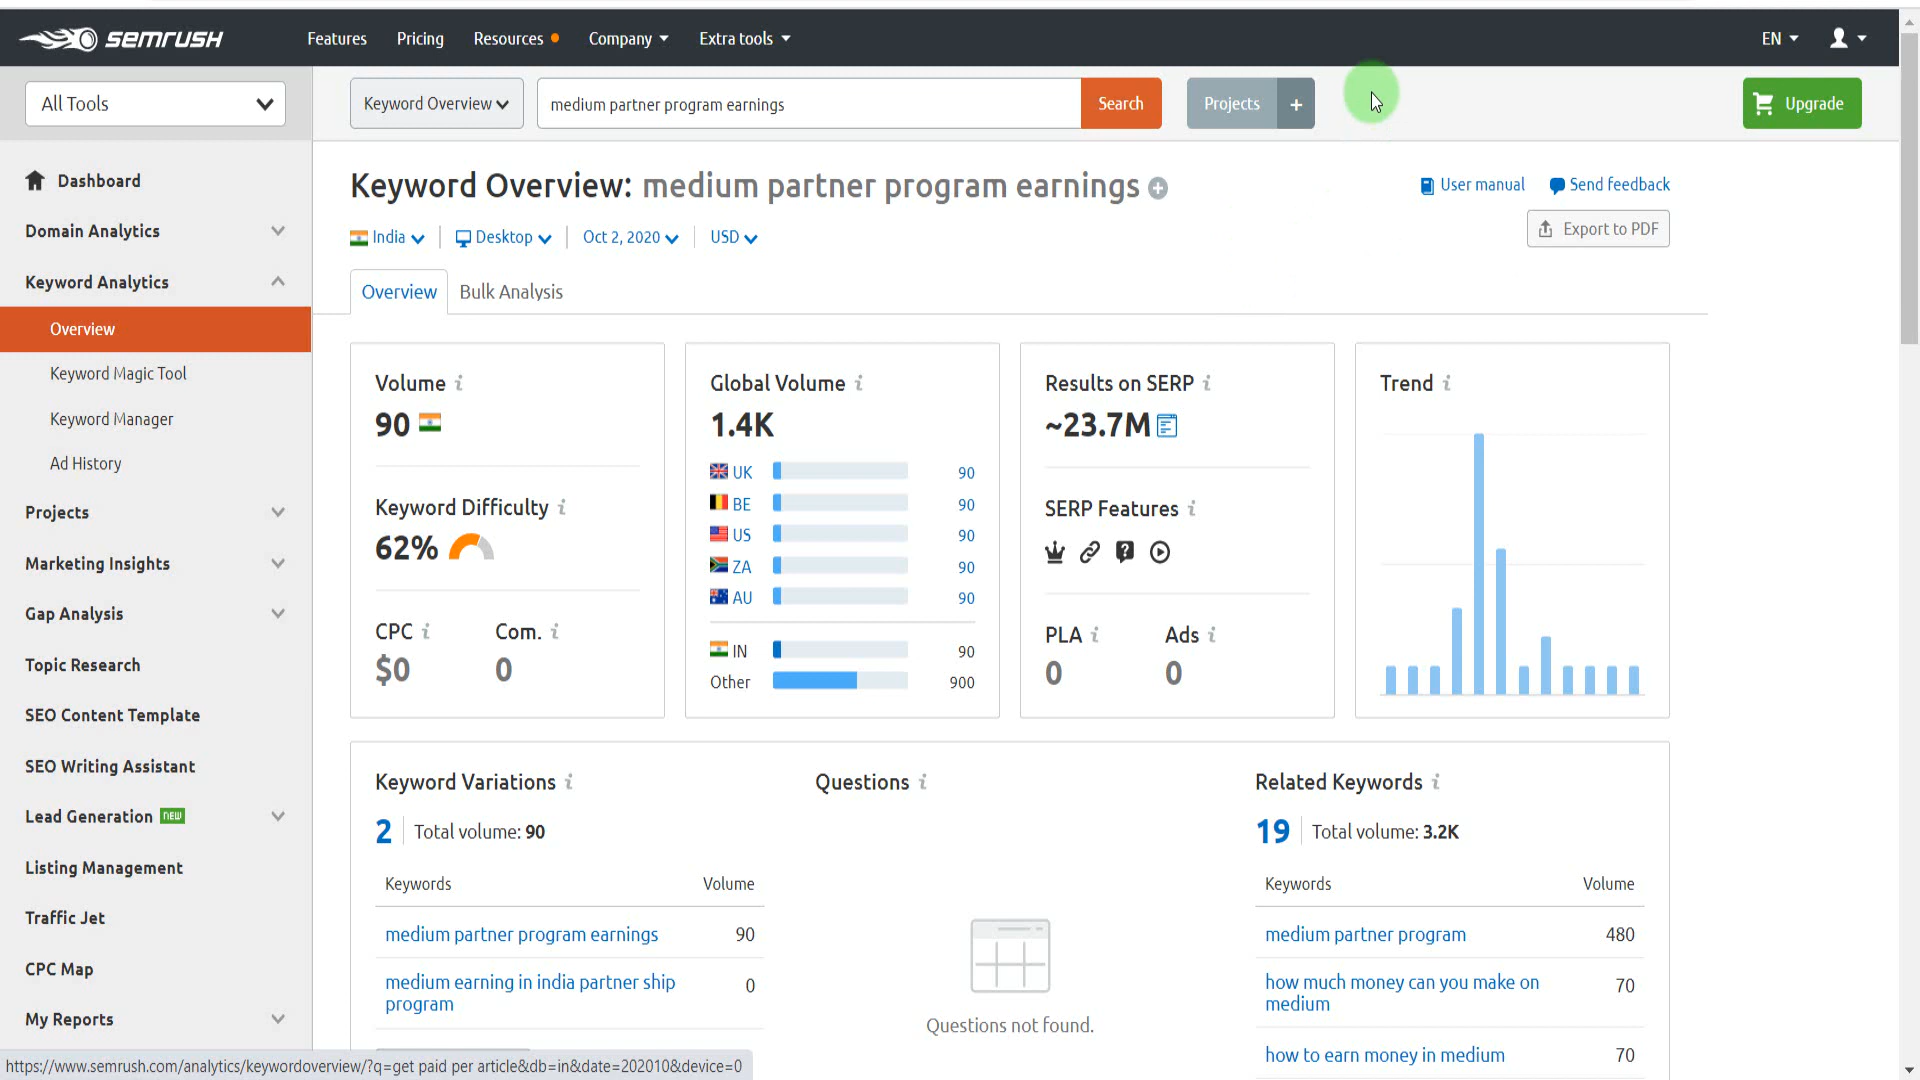 SEMRUSH
Features
Pricing
Resources
Company
Extra tools
EN
All Tools
Keyword Overview
medium partner program earnings
Search
Projects
+
Upgrade
Dashboard
Domain Analytics
Keyword Analytics
Overview
Keyword Magic Tool
Keyword Manager
Ad History
Projects
Marketing Insights
Gap Analysis
Topic Research
SEO Content Template
SEO Writing Assistant
Lead Generation new
Listing Management
Traffic Jet
CPC Map
My Reports
Keyword Overview: medium partner program earnings
User manual
Send feedback
Export to PDF
India
Desktop
Oct 2, 2020
USD
Overview
Bulk Analysis
Volume i
90
Keyword Difficulty i
62%
CPC i
$0
Com. i
0
Global Volume i
1.4K
UK 90
BE 90
US 90
ZA 90
AU 90
IN 90
Other 900
Results on SERP i
~23.7M
SERP Features i
PLA i
0
Ads i
0
Trend i
Keyword Variations i
2 Total volume: 90
Keywords Volume
medium partner program earnings 90
medium earning in india partner ship 0
program
Questions i
Questions not found.
Related Keywords i
19 Total volume: 3.2K
Keywords Volume
medium partner program 480
how much money can you make on 70
medium
how to earn money in medium 70
https://www.semrush.com/analytics/keywordoverview/?q=get paid per article&db=in&date=202010&device=0